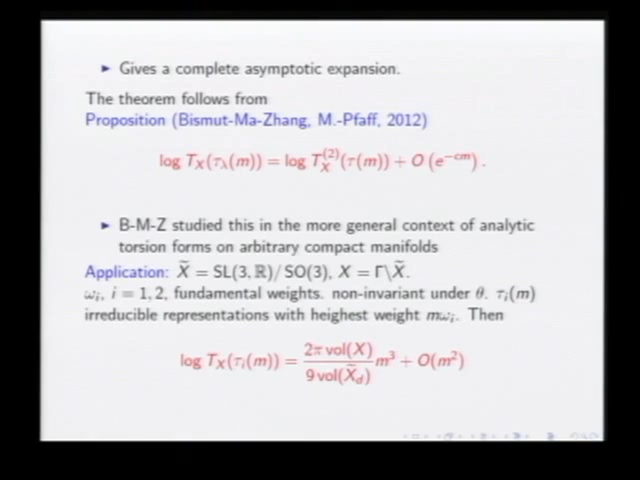 ▶ Gives a complete asymptotic expansion.
The theorem follows from
Proposition (Bismut-Ma-Zhang, M.-Pfaff, 2012)
log T_X(τ_λ(m)) = log T_X^{(2)}(τ(m)) + O (e^{-cm}) .
▶ B-M-Z studied this in the more general context of analytic
torsion forms on arbitrary compact manifolds
Application: X̃ = SL(3, ℝ)/ SO(3), X = Γ\X̃.
ω_i, i = 1, 2, fundamental weights. non-invariant under θ. τ_i(m)
irreducible representations with heighest weight mω_i. Then
log T_X(τ_i(m)) = \frac{2π vol(X)}{9 vol(X̃_d)} m^3 + O(m^2)